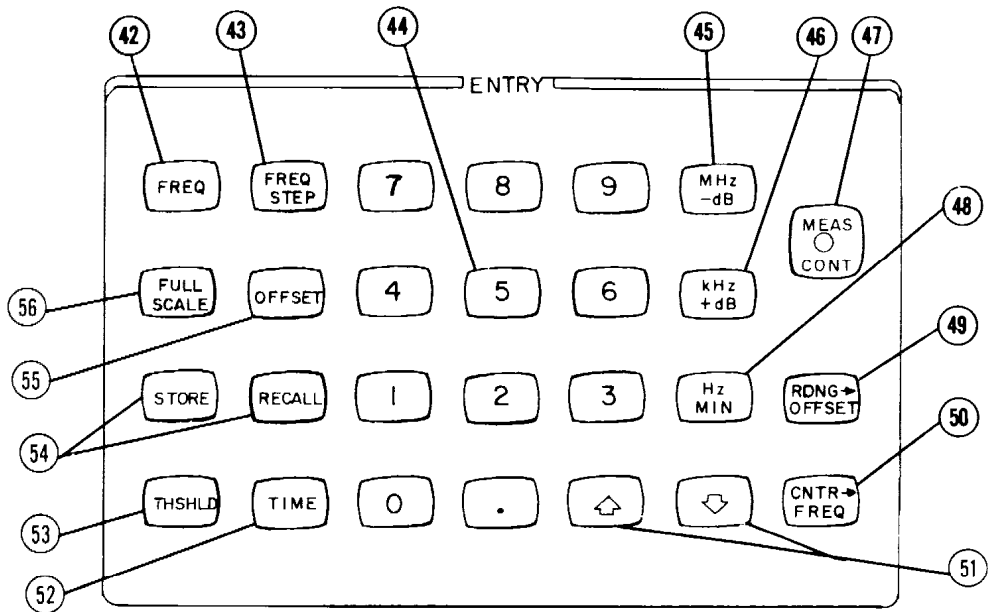 42
43
44
45
46
47
ENTRY
FREQ
FREQ
STEP
7
8
9
MHz
-dB
MEAS
CONT
48
56
FULL
SCALE
OFFSET
4
5
6
kHz
+dB
55
49
STORE
RECALL
1
2
3
Hz
MIN
RDNG→
OFFSET
54
50
THSHLD
TIME
0
.
⇧
⇩
CNTR→
FREQ
53
52
51